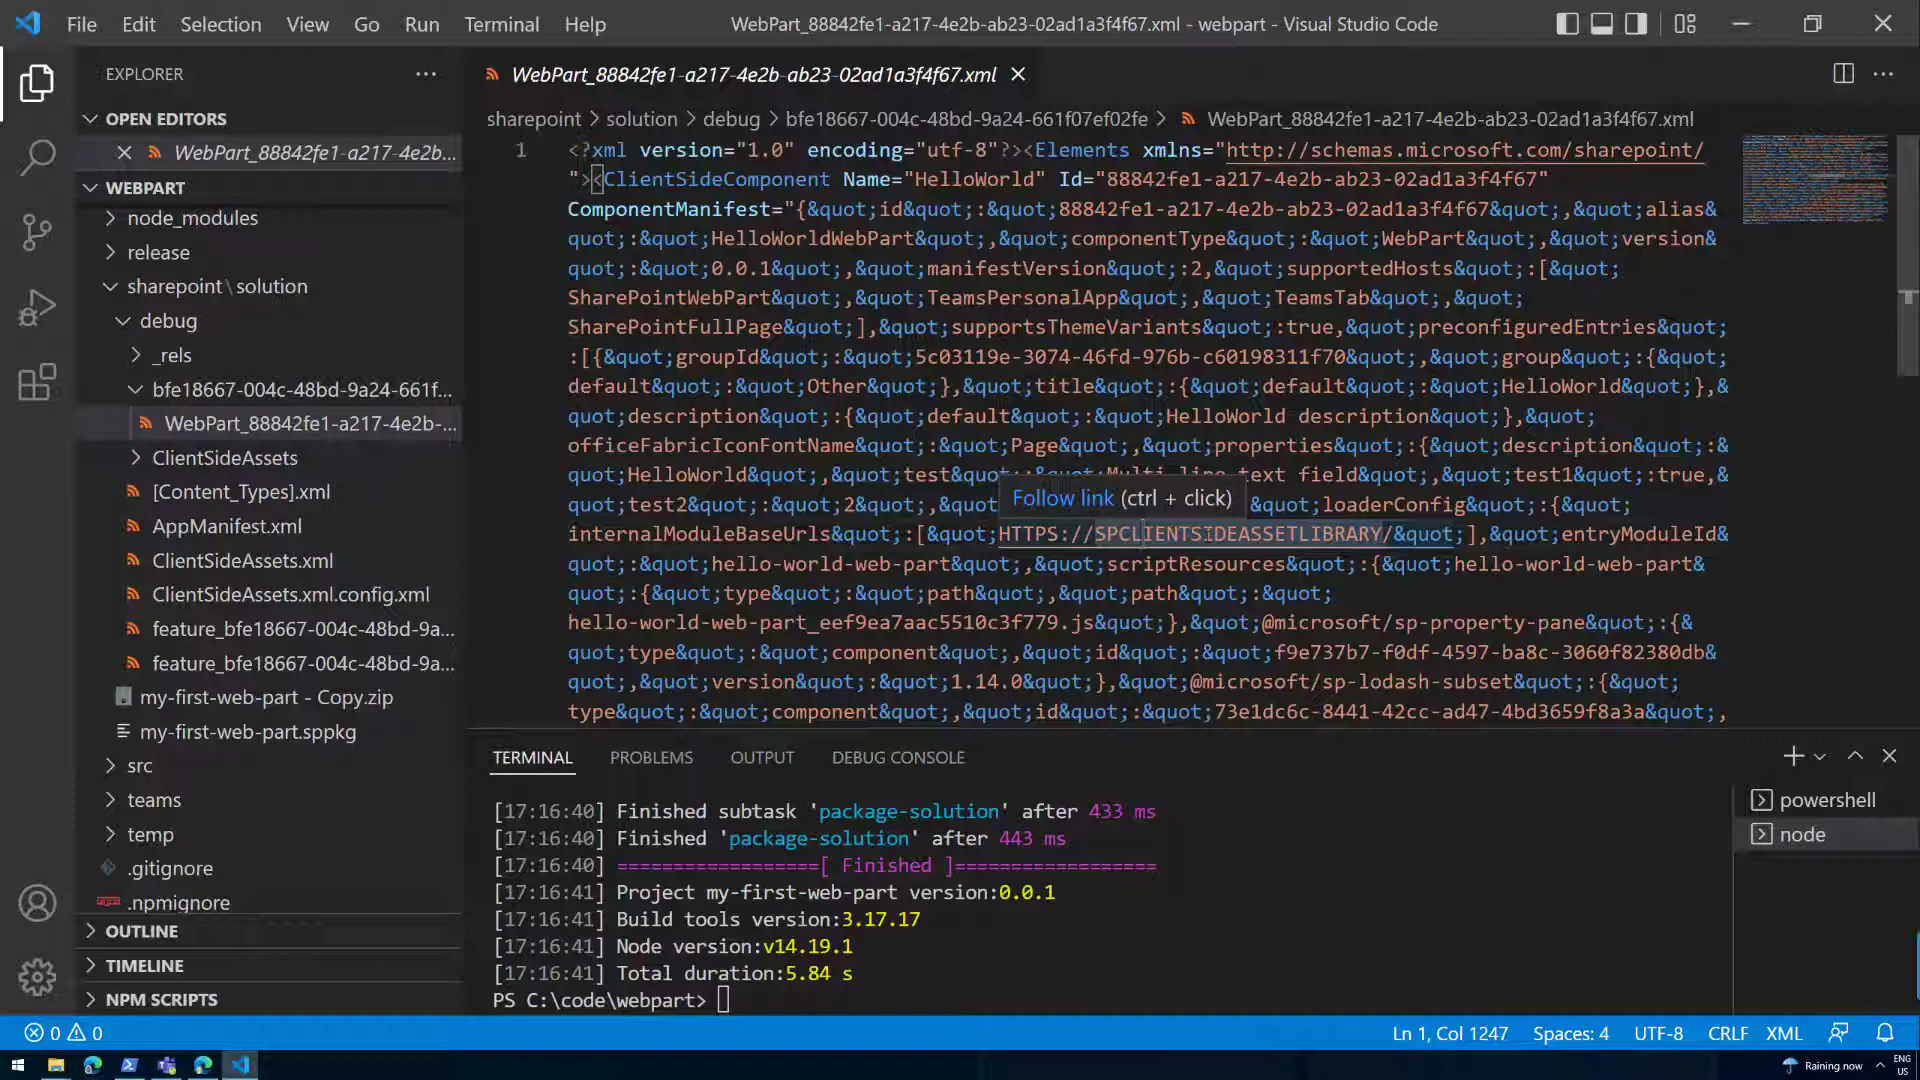 File Edit Selection View Go Run Terminal Help
WebPart_88842fe1-a217-4e2b-ab23-02ad1a3f4f67.xml - webpart - Visual Studio Code
EXPLORER
OPEN EDITORS
WebPart_88842fe1-a217-4e2b...
WEBPART
node_modules
release
sharepoint\solution
debug
_rels
bfe18667-004c-48bd-9a24-661f...
WebPart_88842fe1-a217-4e2b-...
ClientSideAssets
[Content_Types].xml
AppManifest.xml
ClientSideAssets.xml
ClientSideAssets.xml.config.xml
feature_bfe18667-004c-48bd-9a...
feature_bfe18667-004c-48bd-9a...
my-first-web-part - Copy.zip
my-first-web-part.sppkg
src
teams
temp
.gitignore
.npmignore
OUTLINE
TIMELINE
NPM SCRIPTS
WebPart_88842fe1-a217-4e2b-ab23-02ad1a3f4f67.xml
sharepoint > solution > debug > bfe18667-004c-48bd-9a24-661f07ef02fe > WebPart_88842fe1-a217-4e2b-ab23-02ad1a3f4f67.xml
1 <?xml version="1.0" encoding="utf-8"?><Elements xmlns="http://schemas.microsoft.com/sharepoint/
"><ClientSideComponent Name="HelloWorld" Id="88842fe1-a217-4e2b-ab23-02ad1a3f4f67"
ComponentManifest="{&quot;id&quot;:&quot;88842fe1-a217-4e2b-ab23-02ad1a3f4f67&quot;,&quot;alias&
quot;:&quot;HelloWorldWebPart&quot;,&quot;componentType&quot;:&quot;WebPart&quot;,&quot;version&
quot;:&quot;0.0.1&quot;,&quot;manifestVersion&quot;:2,&quot;supportedHosts&quot;:[&quot;
SharePointWebPart&quot;,&quot;TeamsPersonalApp&quot;,&quot;TeamsTab&quot;,&quot;
SharePointFullPage&quot;],&quot;supportsThemeVariants&quot;:true,&quot;preconfiguredEntries&quot;
:[{&quot;groupId&quot;:&quot;5c03119e-3074-46fd-976b-c60198311f70&quot;,&quot;group&quot;:{&
quot;default&quot;:&quot;Other&quot;},&quot;title&quot;:{&quot;default&quot;:&quot;HelloWorld&quot;},&
quot;description&quot;:{&quot;default&quot;:&quot;HelloWorld description&quot;},&quot;
officeFabricIconFontName&quot;:&quot;Page&quot;,&quot;properties&quot;:{&quot;description&quot;:&
quot;HelloWorld&quot;,&quot;test&quot;:&quot;Multi-line text field&quot;,&quot;test1&quot;:true,&
quot;test2&quot;:&quot;2&quot;,&quot;loaderConfig&quot;:{&quot;
Follow link (ctrl + click)
internalModuleBaseUrls&quot;:[&quot;HTTPS://SPCLIENTSIDEASSETLIBRARY/&quot;],&quot;entryModuleId&
quot;:&quot;hello-world-web-part&quot;,&quot;scriptResources&quot;:{&quot;hello-world-web-part&
quot;:{&quot;type&quot;:&quot;path&quot;,&quot;path&quot;:&quot;
hello-world-web-part_eef9ea7aac5510c3f779.js&quot;},&quot;@microsoft/sp-property-pane&quot;:{&
quot;type&quot;:&quot;component&quot;,&quot;id&quot;:&quot;f9e737b7-f0df-4597-ba8c-3060f82380db&
quot;,&quot;version&quot;:&quot;1.14.0&quot;},&quot;@microsoft/sp-lodash-subset&quot;:{&quot;
type&quot;:&quot;component&quot;,&quot;id&quot;:&quot;73e1dc6c-8441-42cc-ad47-4bd3659f8a3a&quot;,
TERMINAL PROBLEMS OUTPUT DEBUG CONSOLE
[17:16:40] Finished subtask 'package-solution' after 433 ms
[17:16:40] Finished 'package-solution' after 443 ms
[17:16:40] ==================[ Finished ]==================
[17:16:41] Project my-first-web-part version:0.0.1
[17:16:41] Build tools version:3.17.17
[17:16:41] Node version:v14.19.1
[17:16:41] Total duration:5.84 s
PS C:\code\webpart>
powershell
node
0 0
Ln 1, Col 1247 Spaces: 4 UTF-8 CRLF XML
Raining now
ENG
US